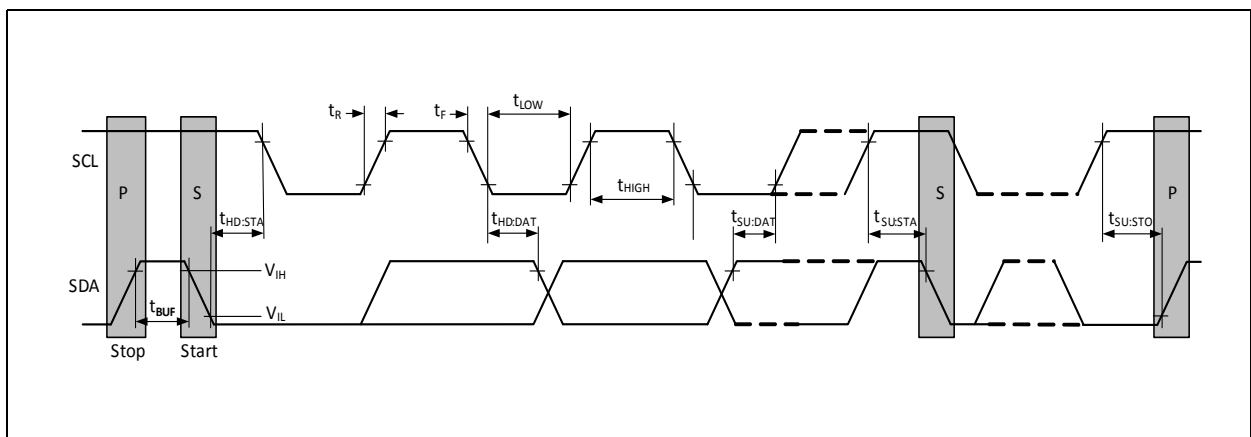 tR
tF
tLOW
SCL
P
S
tHIGH
S
P
tHD:STA
tHD:DAT
tSU:DAT
tSU:STA
tSU:STO
VIH
SDA
tBUF
VIL
Stop
Start